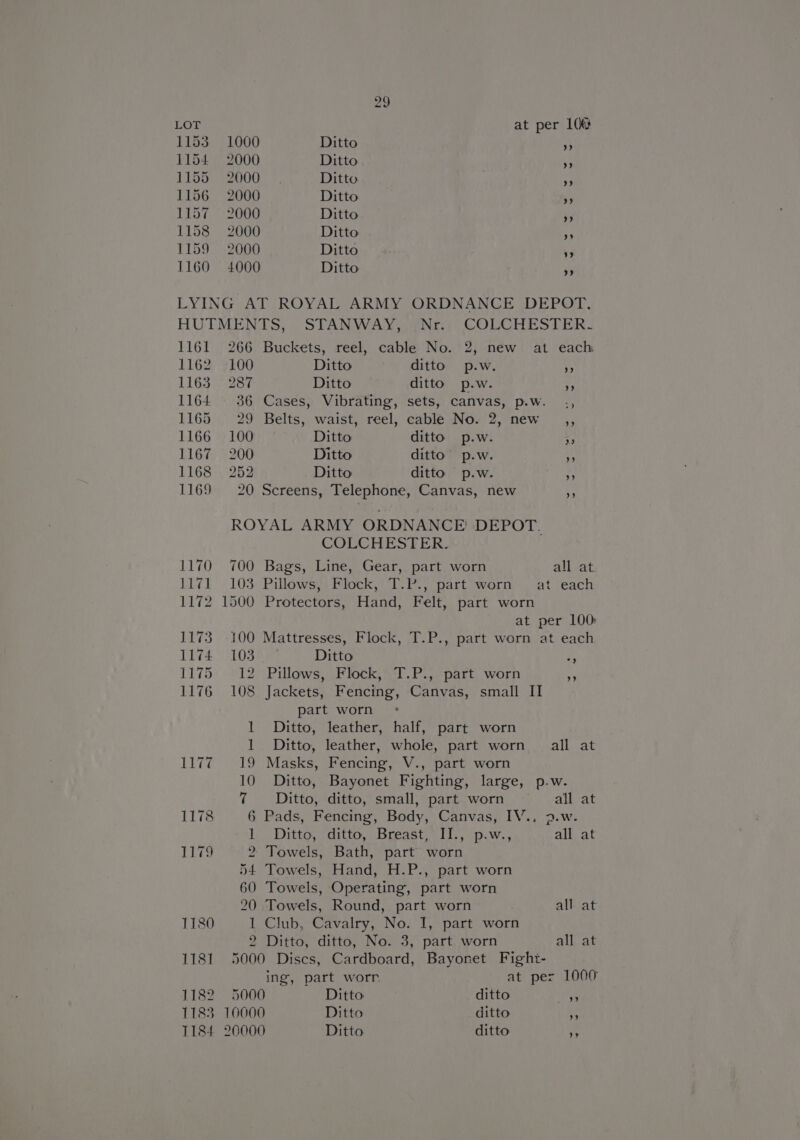 29
LOT at per 100
1153 1000 Ditto ,,
1154 2000 Ditto ,,
1155 2000 Ditto ,,
1156 2000 Ditto ,,
1157 2000 Ditto ,,
1158 2000 Ditto ,,
1159 2000 Ditto ,,
1160 4000 Ditto ,,
LYING AT ROYAL ARMY ORDNANCE DEPOT,
HUTMENTS, STANWAY, Nr. COLCHESTER.
1161 266 Buckets, reel, cable No. 2, new at each
1162 100 Ditto ditto p.w. ,,
1163 287 Ditto ditto p.w. ,,
1164 36 Cases, Vibrating, sets, canvas, p.w. ,,
1165 29 Belts, waist, reel, cable No. 2, new ,,
1166 100 Ditto ditto p.w. ,,
1167 200 Ditto ditto p.w. ,,
1168 252 Ditto ditto p.w. ,,
1169 20 Screens, Telephone, Canvas, new ,,
ROYAL ARMY ORDNANCE DEPOT.
COLCHESTER.
1170 700 Bags, Line, Gear, part worn all at
1171 103 Pillows, Flock, T.P., part worn at each
1172 1500 Protectors, Hand, Felt, part worn
at per 100
1173 100 Mattresses, Flock, T.P., part worn at each
1174 103 Ditto ,,
1175 12 Pillows, Flock, T.P., part worn ,,
1176 108 Jackets, Fencing, Canvas, small II
part worn
1 Ditto, leather, half, part worn
1 Ditto, leather, whole, part worn all at
1177 19 Masks, Fencing, V., part worn
10 Ditto, Bayonet Fighting, large, p.w.
7 Ditto, ditto, small, part worn all at
1178 6 Pads, Fencing, Body, Canvas, IV., p.w.
1 Ditto, ditto, Breast, II., p.w., all at
1179 2 Towels, Bath, part worn
54 Towels, Hand, H.P., part worn
60 Towels, Operating, part worn
20 Towels, Round, part worn all at
1180 1 Club, Cavalry, No. I, part worn
2 Ditto, ditto, No. 3, part worn all at
1181 5000 Discs, Cardboard, Bayonet Fight-
ing, part worn at per 1000
1182 5000 Ditto ditto ,,
1183 10000 Ditto ditto ,,
1184 20000 Ditto ditto ,,